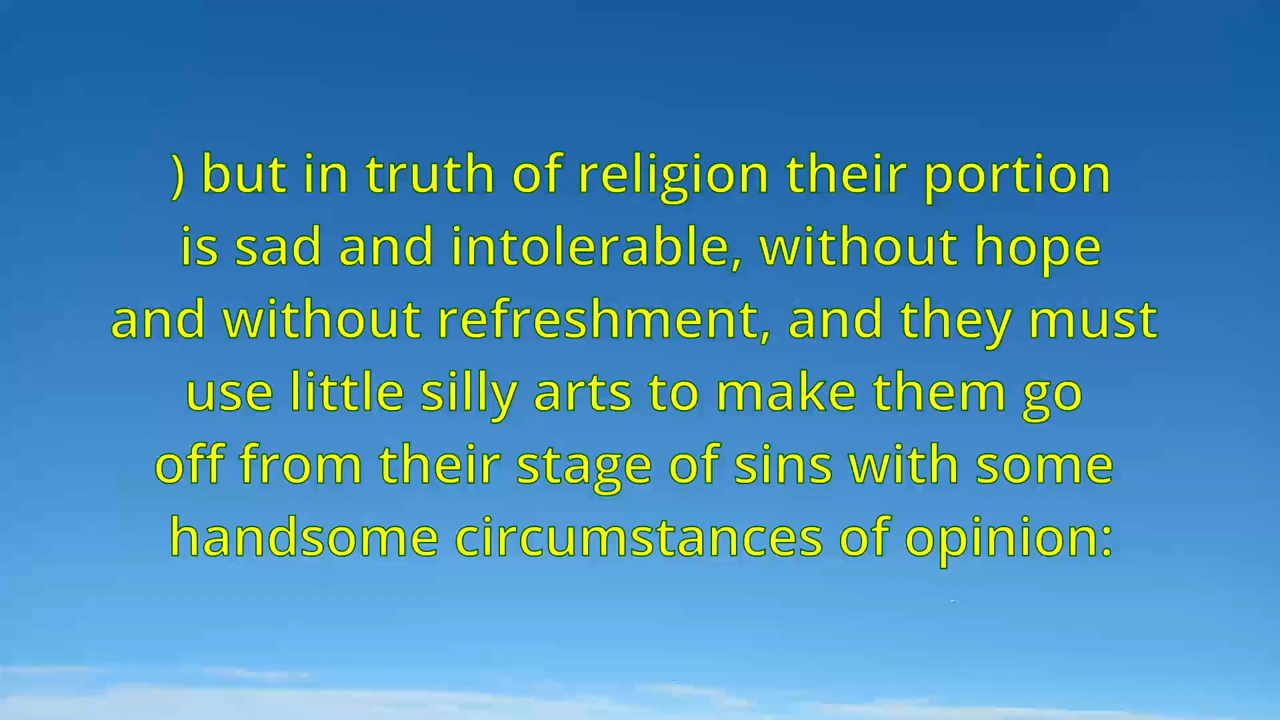 ) but in truth of religion their portion
is sad and intolerable, without hope
and without refreshment, and they must
use little silly arts to make them go
off from their stage of sins with some
handsome circumstances of opinion: